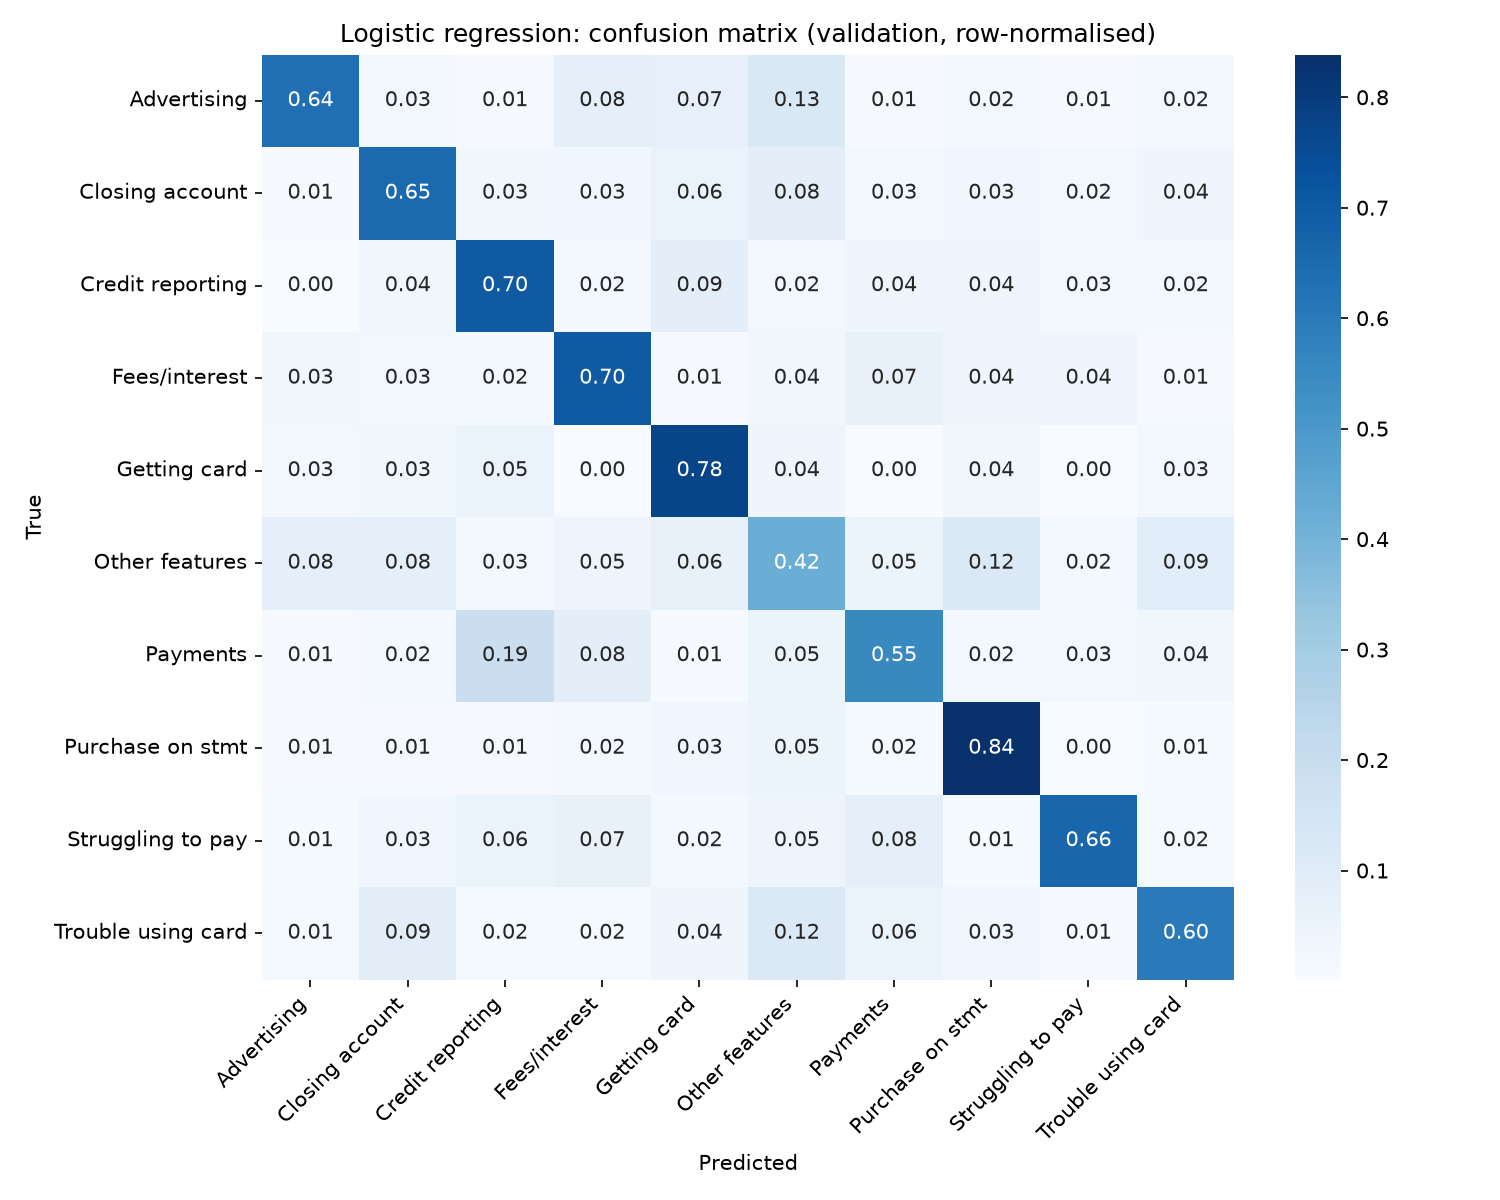 Logistic regression: confusion matrix (validation, row-normalised)
Advertising 0.64 0.03 0.01 0.08 0.07 0.13 0.01 0.02 0.01 0.02
Closing account 0.01 0.65 0.03 0.03 0.06 0.08 0.03 0.03 0.02 0.04
Credit reporting 0.00 0.04 0.70 0.02 0.09 0.02 0.04 0.04 0.03 0.02
Fees/interest 0.03 0.03 0.02 0.70 0.01 0.04 0.07 0.04 0.04 0.01
Getting card 0.03 0.03 0.05 0.00 0.78 0.04 0.00 0.04 0.00 0.03
Other features 0.08 0.08 0.03 0.05 0.06 0.42 0.05 0.12 0.02 0.09
Payments 0.01 0.02 0.19 0.08 0.01 0.05 0.55 0.02 0.03 0.04
Purchase on stmt 0.01 0.01 0.01 0.02 0.03 0.05 0.02 0.84 0.00 0.01
Struggling to pay 0.01 0.03 0.06 0.07 0.02 0.05 0.08 0.01 0.66 0.02
Trouble using card 0.01 0.09 0.02 0.02 0.04 0.12 0.06 0.03 0.01 0.60
True
Advertising
Closing account
Credit reporting
Fees/interest
Getting card
Other features
Payments
Purchase on stmt
Struggling to pay
Trouble using card
Predicted
0.8
0.7
0.6
0.5
0.4
0.3
0.2
0.1